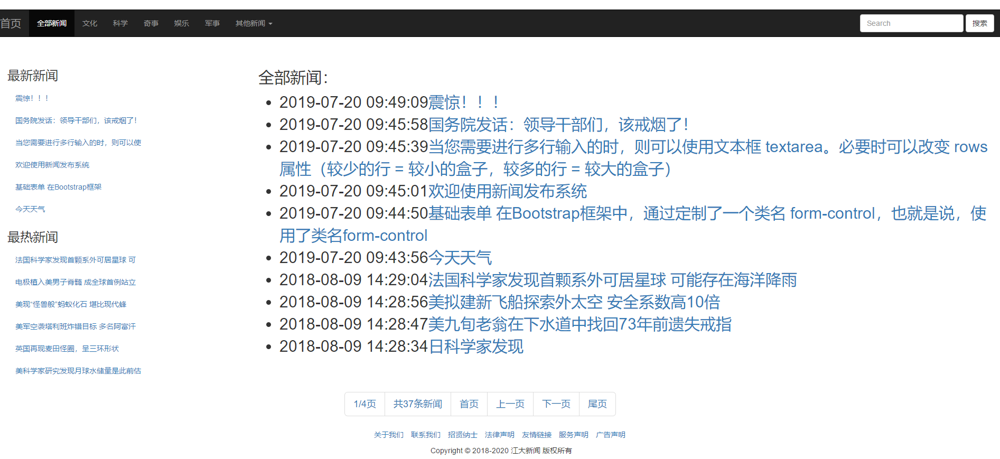 首页 全部新闻 文化 科学 奇事 娱乐 军事 其他新闻 Search 搜索
最新新闻
震惊！！！
国务院发话：领导干部们，该戒烟了！
当您需要进行多行输入的时，则可以使
欢迎使用新闻发布系统
基础表单 在Bootstrap框架
今天天气
最热新闻
法国科学家发现首颗系外可居星球 可
电极植入美男子脊髓 成全球首例站立
美现“怪兽般”蚂蚁化石 堪比现代蜂
美军空袭塔利班炸错目标 多名阿富汗
英国再现麦田怪圈，呈三环形状
美科学家研究发现月球水储量是此前估
全部新闻：
2019-07-20 09:49:09震惊！！！
2019-07-20 09:45:58国务院发话：领导干部们，该戒烟了！
2019-07-20 09:45:39当您需要进行多行输入的时，则可以使用文本框 textarea。必要时可以改变 rows
属性（较少的行 = 较小的盒子，较多的行 = 较大的盒子）
2019-07-20 09:45:01欢迎使用新闻发布系统
2019-07-20 09:44:50基础表单 在Bootstrap框架中，通过定制了一个类名 form-control，也就是说，使
用了类名form-control
2019-07-20 09:43:56今天天气
2018-08-09 14:29:04法国科学家发现首颗系外可居星球 可能存在海洋降雨
2018-08-09 14:28:56美拟建新飞船探索外太空 安全系数高10倍
2018-08-09 14:28:47美九旬老翁在下水道中找回73年前遗失戒指
2018-08-09 14:28:34日科学家发现
1/4页 共37条新闻 首页 上一页 下一页 尾页
关于我们 联系我们 招贤纳士 法律声明 友情链接 服务声明 广告声明
Copyright © 2018-2020 江大新闻 版权所有